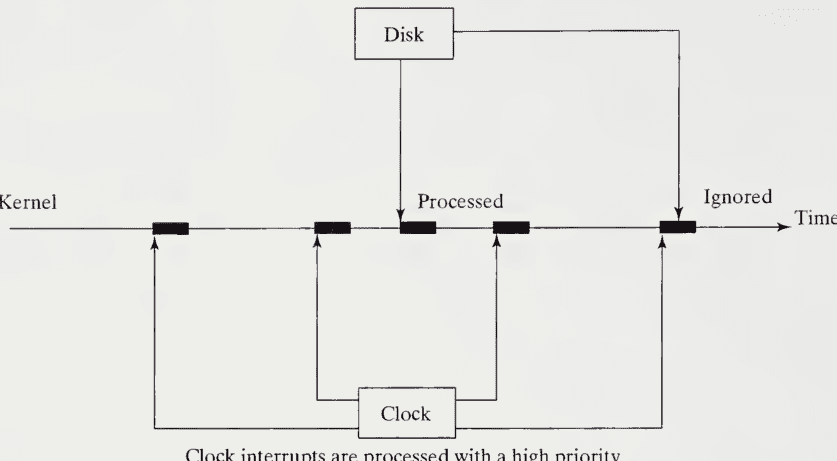 Disk
Kernel
Processed
Ignored
Time
Clock
Clock interrupts are processed with a high priority